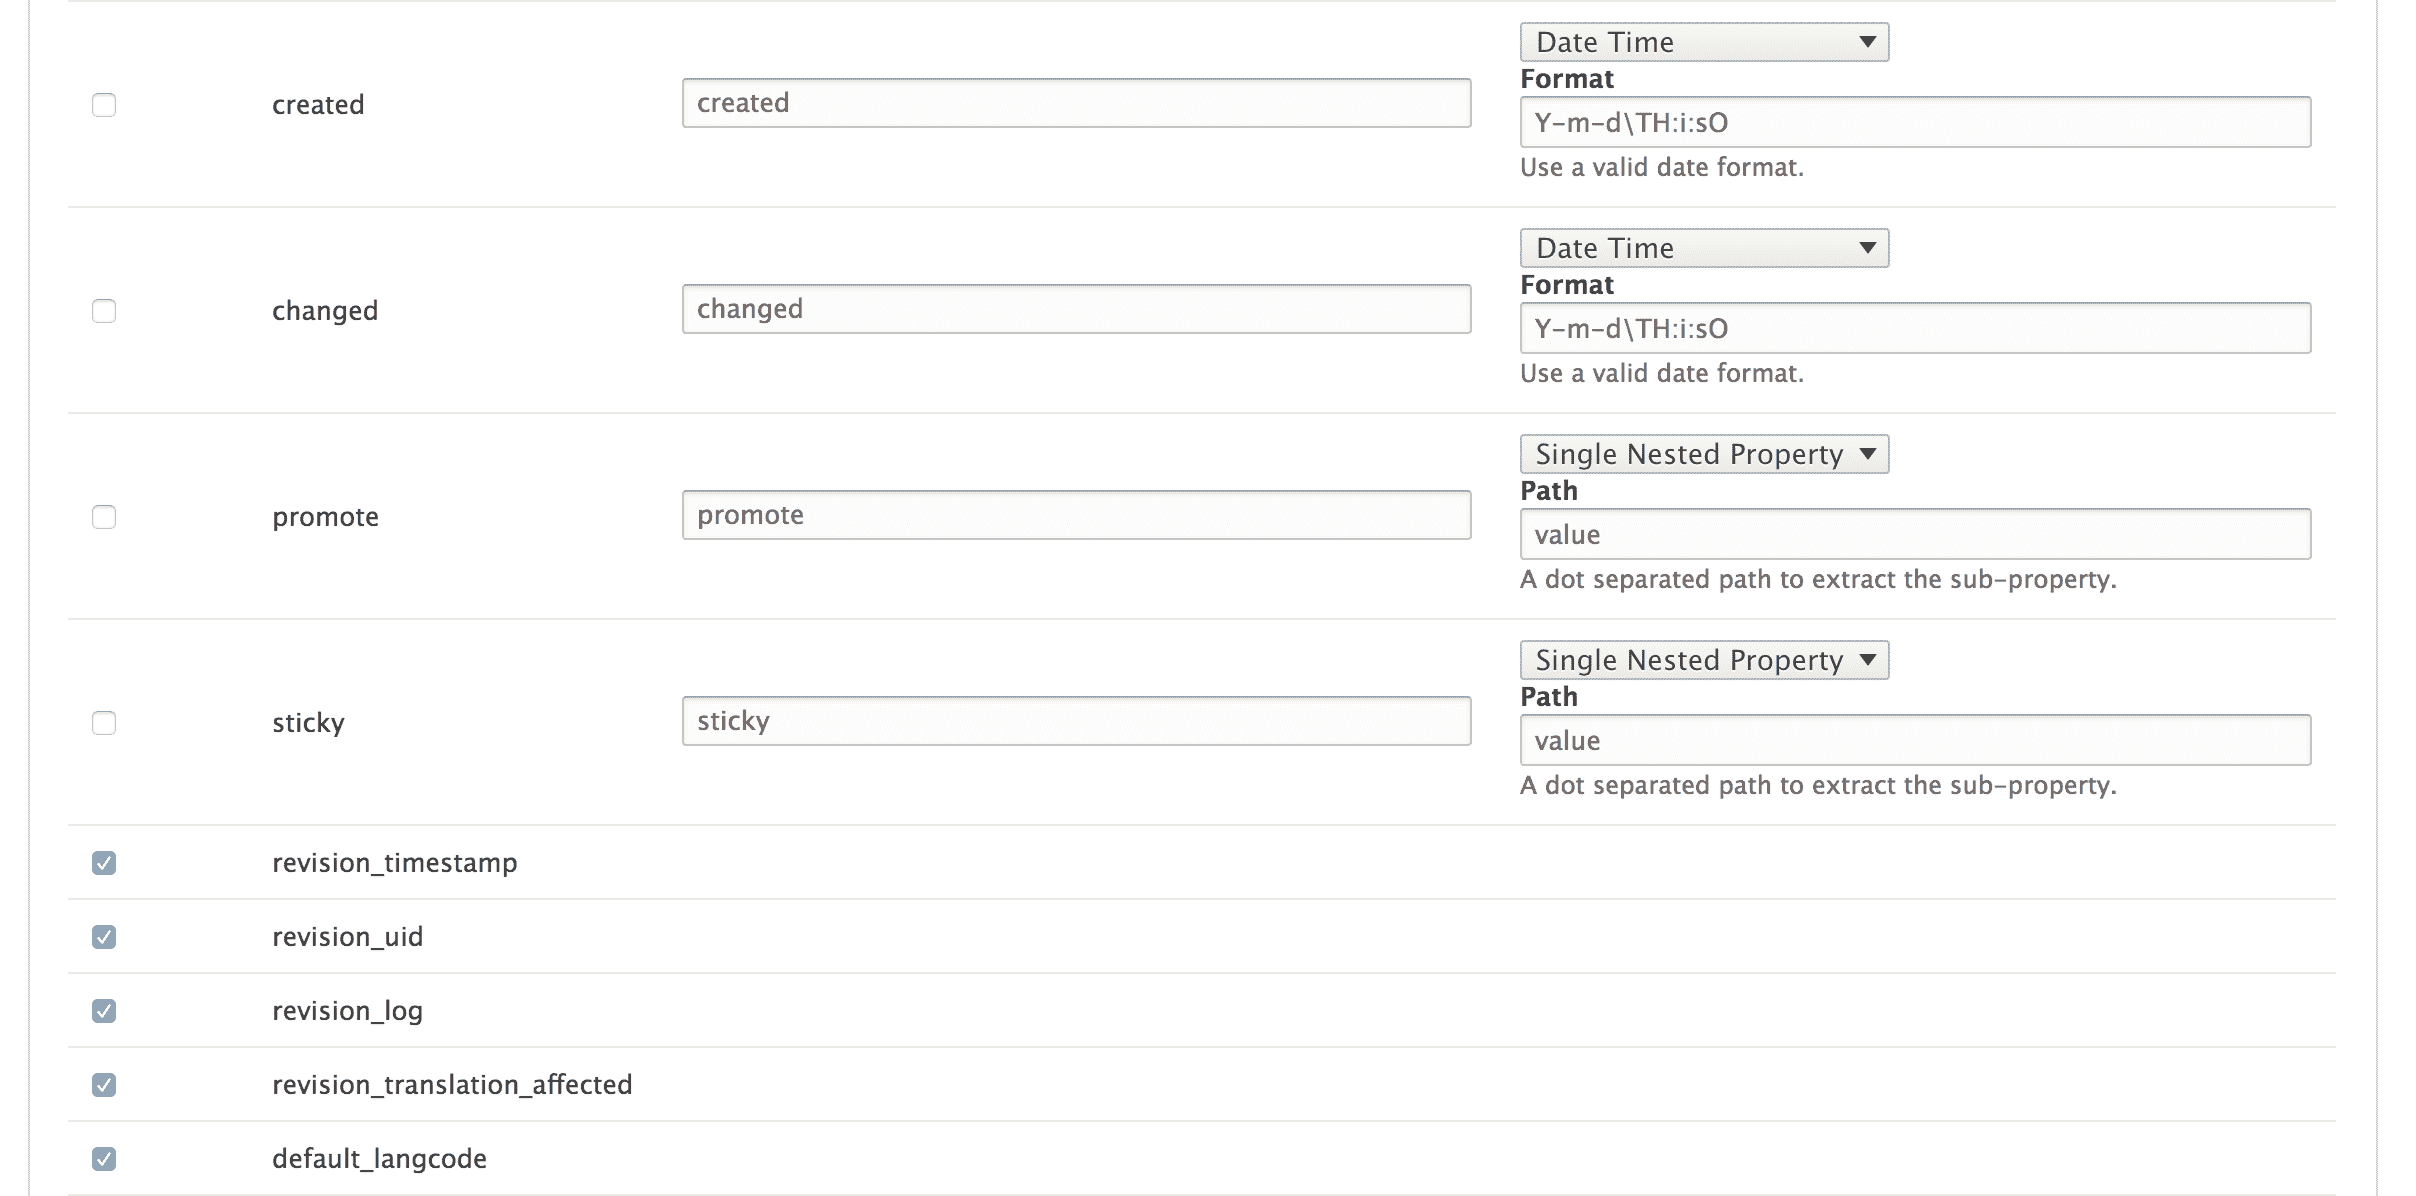 Date Time
Format
created
created
Y-m-d\TH:i:sO
Use a valid date format.
Date Time
Format
changed
changed
Y-m-d\TH:i:sO
Use a valid date format.
Single Nested Property
Path
promote
promote
value
A dot separated path to extract the sub-property.
Single Nested Property
Path
sticky
sticky
value
A dot separated path to extract the sub-property.
revision_timestamp
revision_uid
revision_log
revision_translation_affected
default_langcode